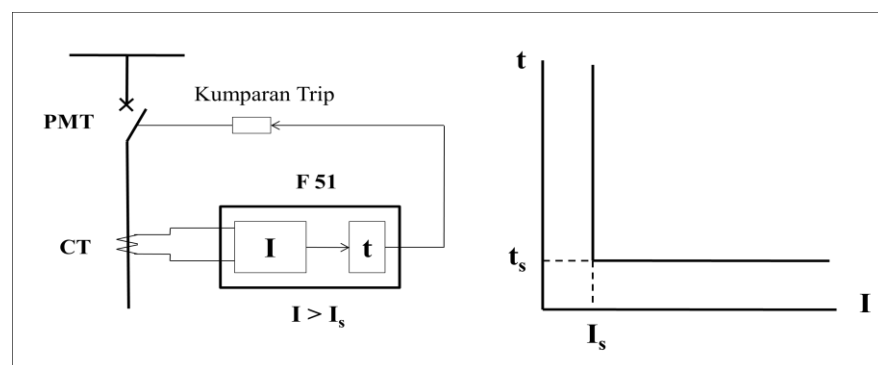 Kumparan Trip
PMT
F 51
CT
I
t
I > Is
t
ts
I
Is